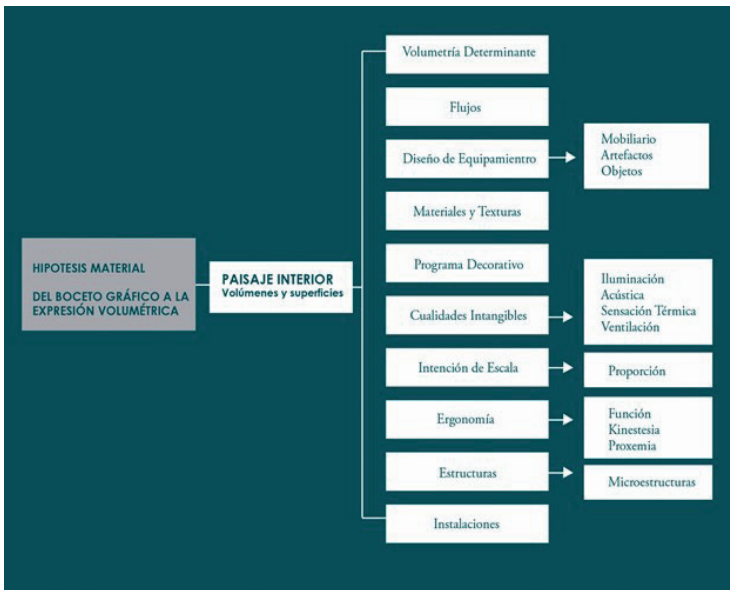 HIPOTESIS MATERIAL
DEL BOCETO GRÁFICO A LA
EXPRESIÓN VOLUMÉTRICA
PAISAJE INTERIOR
Volúmenes y superficies
Volumetría Determinante
Flujos
Diseño de Equipamientro
Mobiliario
Artefactos
Objetos
Materiales y Texturas
Programa Decorativo
Cualidades Intangibles
Iluminación
Acústica
Sensación Térmica
Ventilación
Intención de Escala
Proporción
Ergonomía
Función
Kinestesia
Proxemia
Estructuras
Microestructuras
Instalaciones